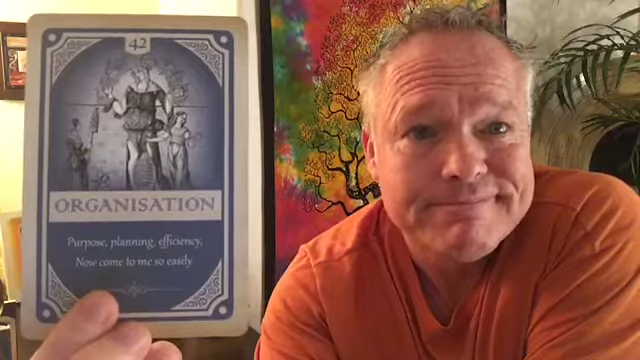 42
ORGANISATION
Purpose, planning, efficiency,
Now come to me so easily